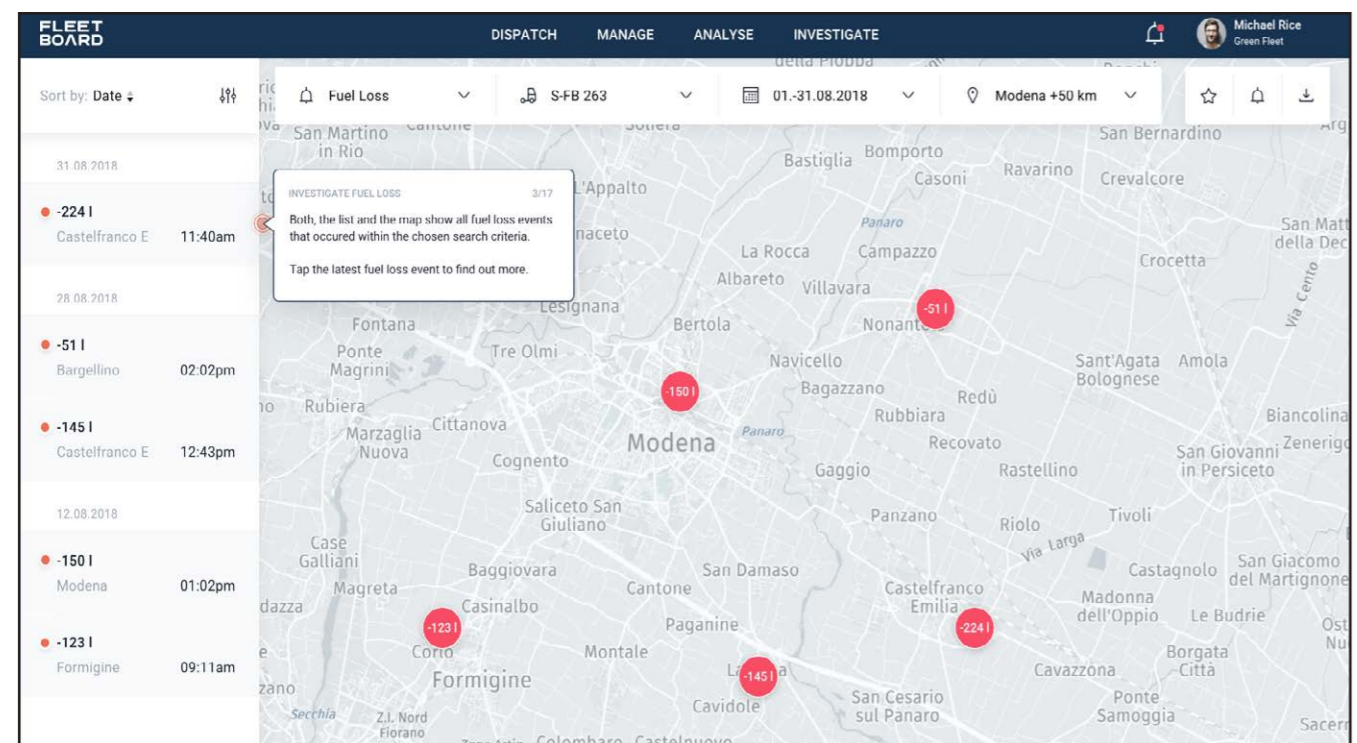 FLEET
BOARD
DISPATCH
MANAGE
ANALYSE
INVESTIGATE
Michael Rice
Green Fleet
Sort by: Date
Fuel Loss
S-FB 263
01.-31.08.2018
Modena +50 km
31.08.2018
-224 l
Castelfranco E 11:40am
28.08.2018
-51 l
Bargellino 02:02pm
-145 l
Castelfranco E 12:43pm
12.08.2018
-150 l
Modena 01:02pm
-123 l
Formigine 09:11am
INVESTIGATE FUEL LOSS 3/17
Both, the list and the map show all fuel loss events
that occured within the chosen search criteria.
Tap the latest fuel loss event to find out more.
della Piobba
San Martino
in Rio
Cantone
Soliera
Bastiglia
Bomporto
Casoni
Ravarino
San Bernardino
Crevalcore
L'Appalto
Panaro
La Rocca
Campazzo
Albareto
Villavara
Crocetta
San Matt
della Dec
Via Cento
Lesignana
Fontana
Bertola
-51 l
Ponte
Magrini
Tre Olmi
Navicello
Sant'Agata
Bolognese
Amola
-150 l
Bagazzano
Redù
Rubiera
Rubbiara
Marzaglia
Nuova
Cittanova
Modena
Panaro
Recovato
Biancolina
Cognento
Gaggio
Rastellino
San Giovanni
in Persiceto
Zenerigo
Saliceto San
Giuliano
Panzano
Riolo
Tivoli
Via Larga
Case
Galliani
Baggiovara
San Damaso
Castagnolo
San Giacomo
del Martignone
Magreta
Cantone
Castelfranco
Emilia
Madonna
dell'Oppio
Le Budrie
Casinalbo
-123 l
Paganine
-224 l
Corlo
Montale
-145 l
Cavazzona
Borgata
Città
Formigine
Cavidole
San Cesario
sul Panaro
Ponte
Samoggia
Secchia
Z.I. Nord
Fiorano
Colombaro
Castelnuovo